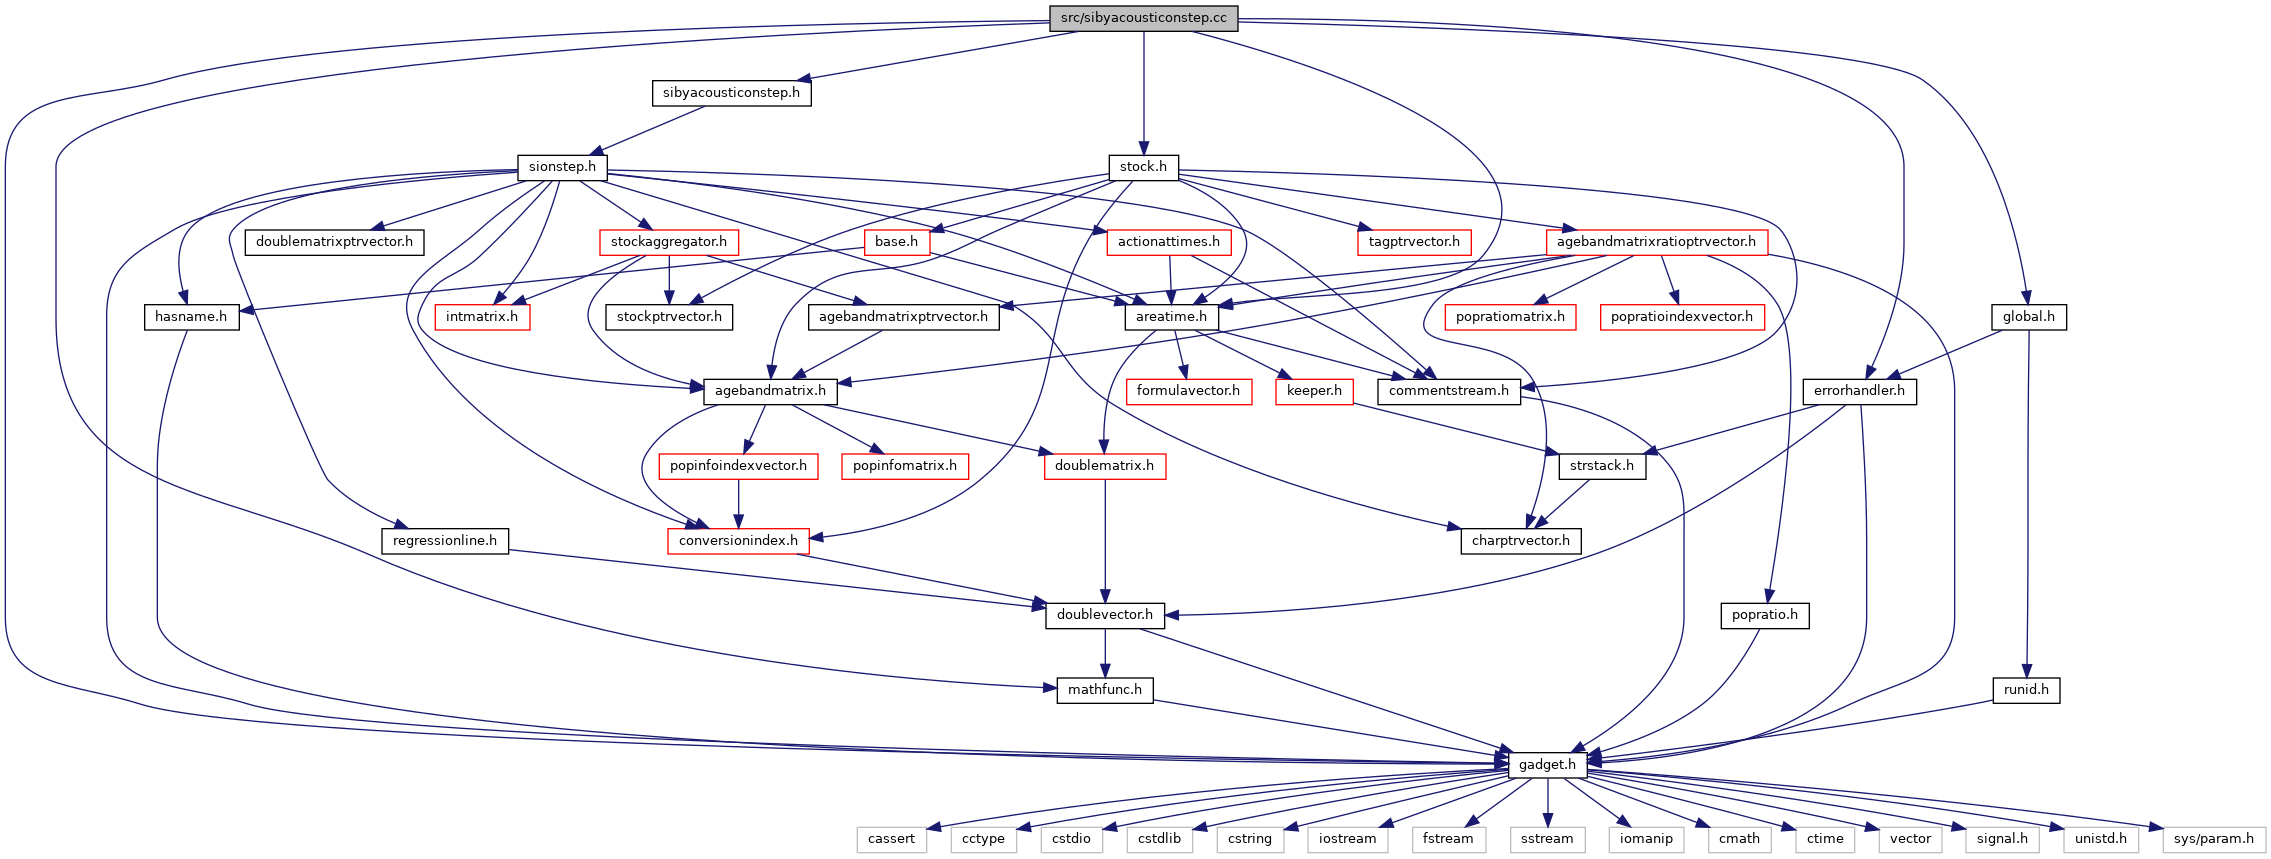 src/sibyacousticonstep.cc
sibyacousticonstep.h
sionstep.h
stock.h
doublematrixptrvector.h
stockaggregator.h
base.h
actionattimes.h
tagptrvector.h
agebandmatrixratioptrvector.h
hasname.h
intmatrix.h
stockptrvector.h
agebandmatrixptrvector.h
areatime.h
popratiomatrix.h
popratioindexvector.h
global.h
agebandmatrix.h
formulavector.h
keeper.h
commentstream.h
errorhandler.h
popinfoindexvector.h
popinfomatrix.h
doublematrix.h
strstack.h
regressionline.h
conversionindex.h
charptrvector.h
doublevector.h
popratio.h
mathfunc.h
runid.h
gadget.h
cassert
cctype
cstdio
cstdlib
cstring
iostream
fstream
sstream
iomanip
cmath
ctime
vector
signal.h
unistd.h
sys/param.h